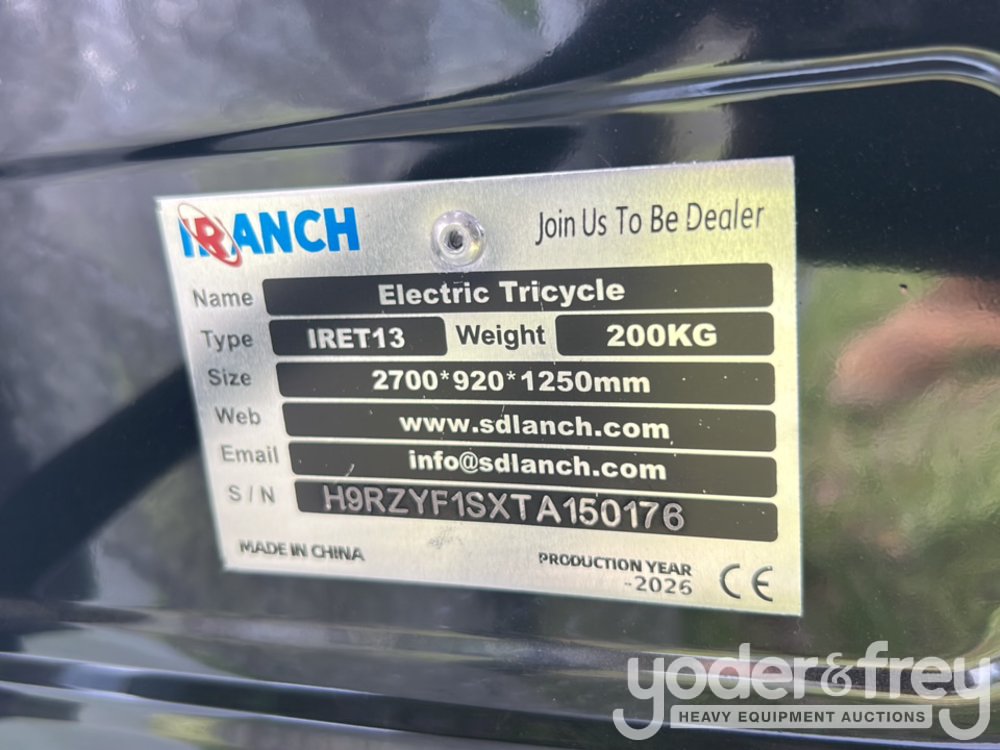 IRANCH
Join Us To Be Dealer
Name Electric Tricycle
Type IRET13 Weight 200KG
Size 2700*920*1250mm
Web www.sdlanch.com
Email info@sdlanch.com
S/N H9RZYF1SXTA150176
MADE IN CHINA
PRODUCTION YEAR
-2026
CE
yoder&frey
HEAVY EQUIPMENT AUCTIONS